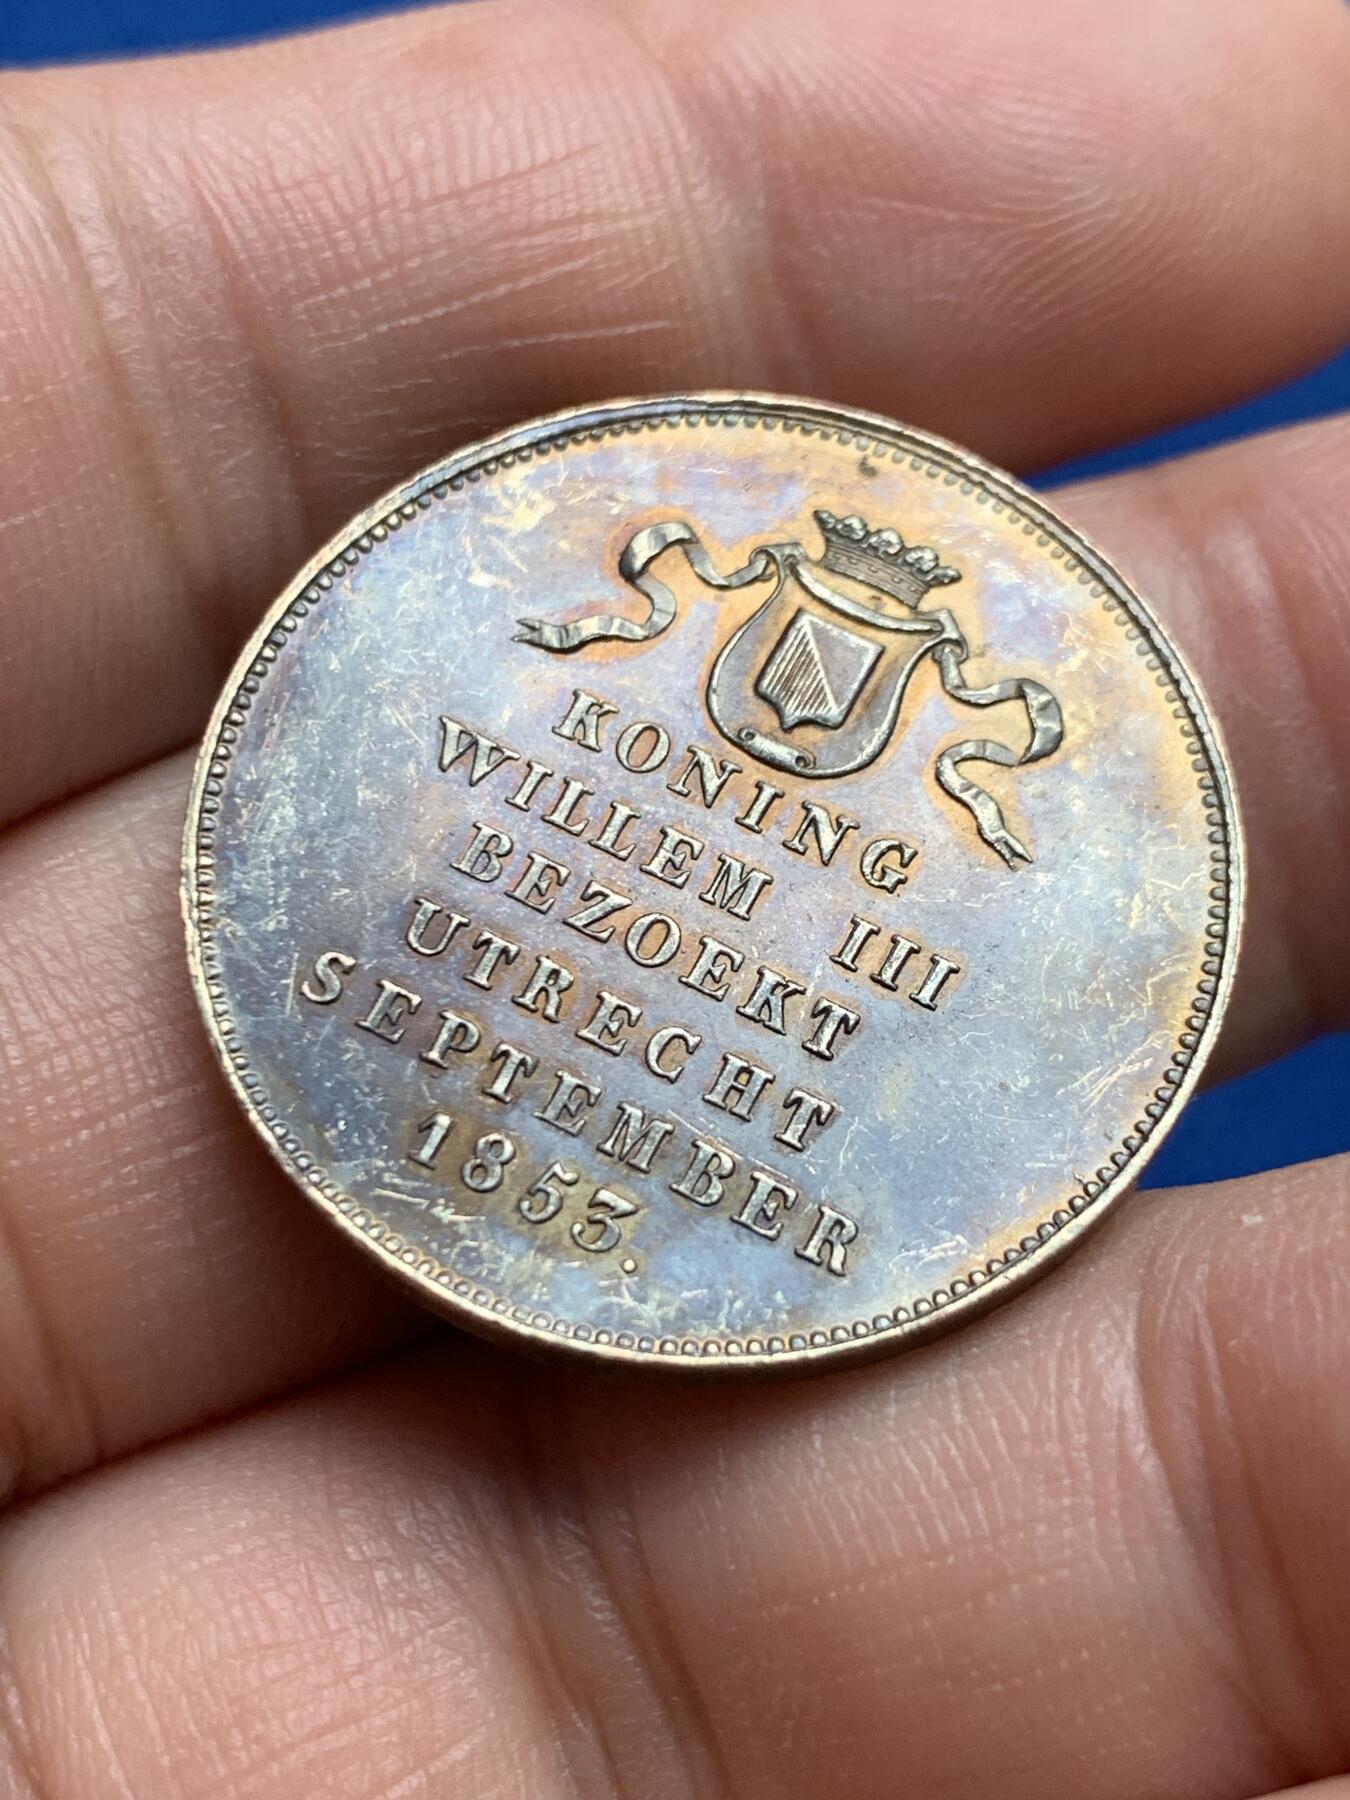 KONING
WILLEM III
BEZOEKT
UTRECHT
SEPTEMBER
1853.